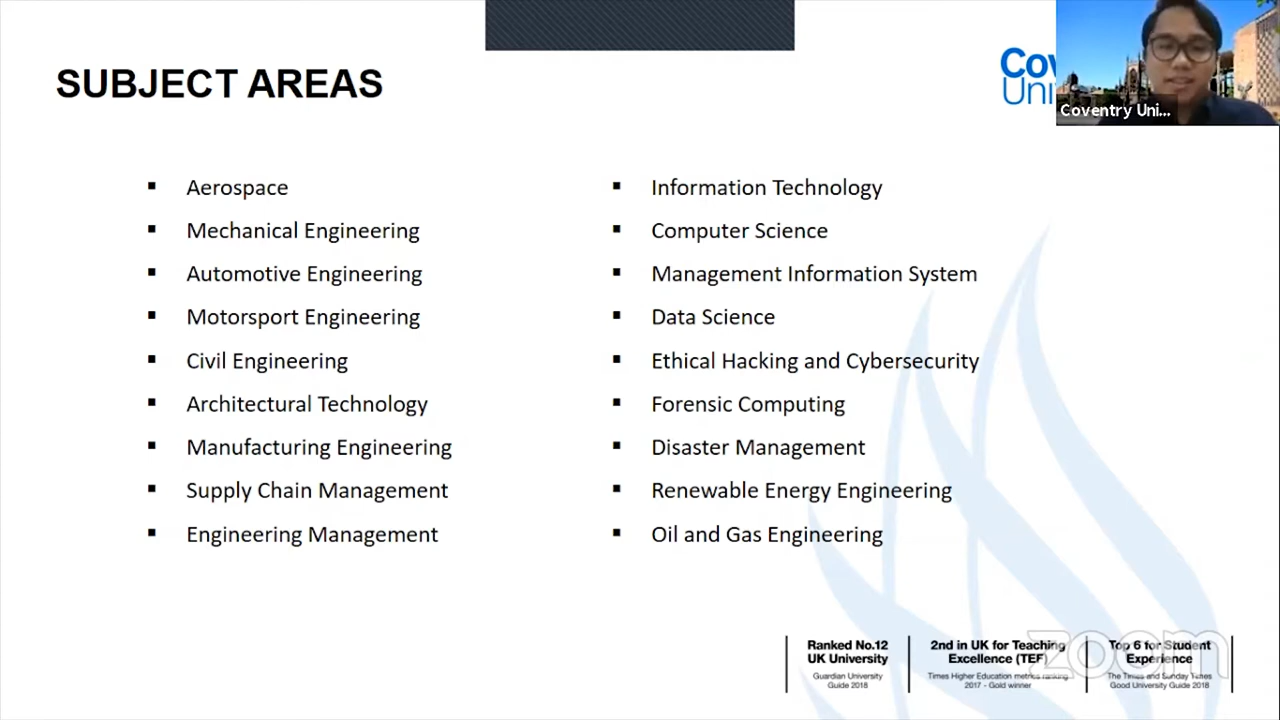 SUBJECT AREAS
Cov
Uni
Coventry Uni...
▪ Aerospace
▪ Mechanical Engineering
▪ Automotive Engineering
▪ Motorsport Engineering
▪ Civil Engineering
▪ Architectural Technology
▪ Manufacturing Engineering
▪ Supply Chain Management
▪ Engineering Management
▪ Information Technology
▪ Computer Science
▪ Management Information System
▪ Data Science
▪ Ethical Hacking and Cybersecurity
▪ Forensic Computing
▪ Disaster Management
▪ Renewable Energy Engineering
▪ Oil and Gas Engineering
Ranked No.12
UK University
Guardian University
Guide 2018
2nd in UK for Teaching
Excellence (TEF)
Times Higher Education metrics ranking
2017 - Gold winner
Top 6 for Student
Experience
The Times and Sunday Times
Good University Guide 2018
zoom